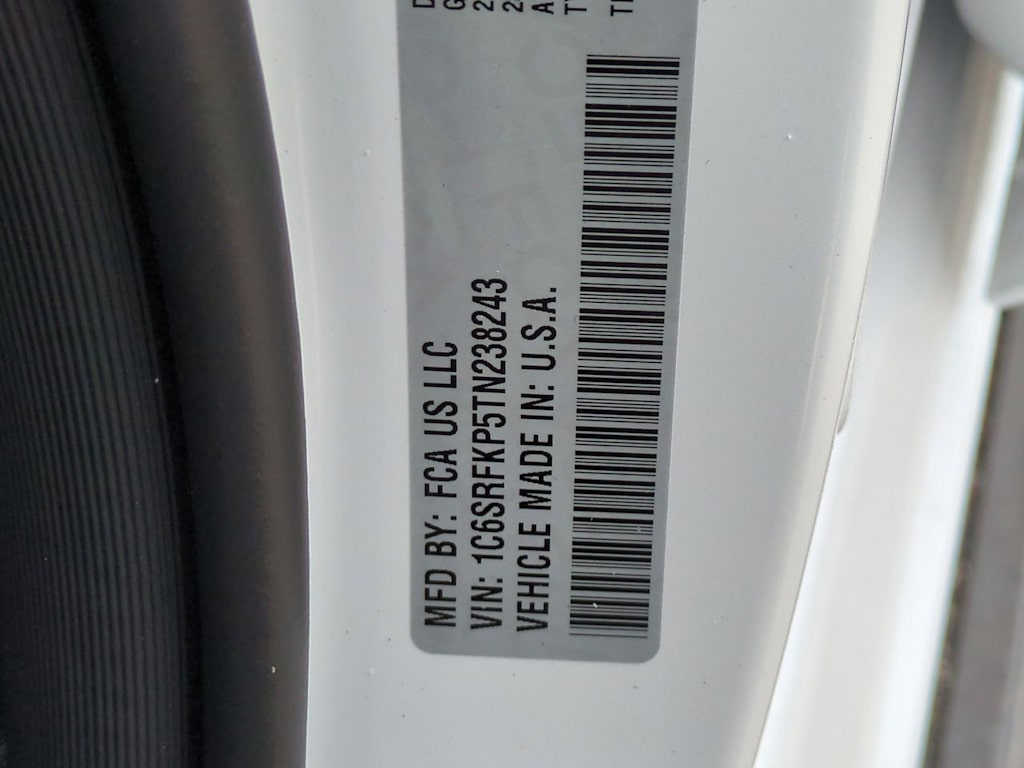 MFD BY: FCA US LLC
VIN: 1C6SRFKP5TN238243
VEHICLE MADE IN: U.S.A.